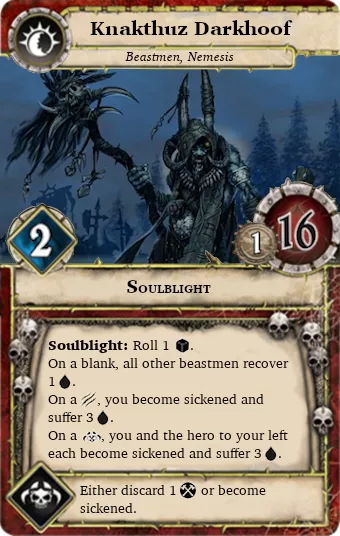 Knakthuz Darkhoof
Beastmen, Nemesis
2
1
16
Soulblight
Soulblight: Roll 1 .
On a blank, all other beastmen recover
1 .
On a , you become sickened and
suffer 3 .
On a , you and the hero to your left
each become sickened and suffer 3 .
Either discard 1 or become
sickened.